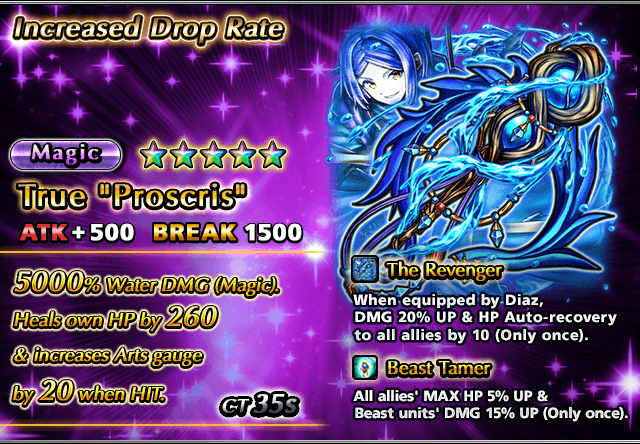 Increased Drop Rate
Magic
True "Proscris"
ATK +500 BREAK 1500
5000% Water DMG (Magic).
Heals own HP by 260
& increases Arts gauge
by 20 when HIT.
CT 35s
The Revenger
When equipped by Diaz,
DMG 20% UP & HP Auto-recovery
to all allies by 10 (Only once).
Beast Tamer
All allies' MAX HP 5% UP &
Beast units' DMG 15% UP (Only once).